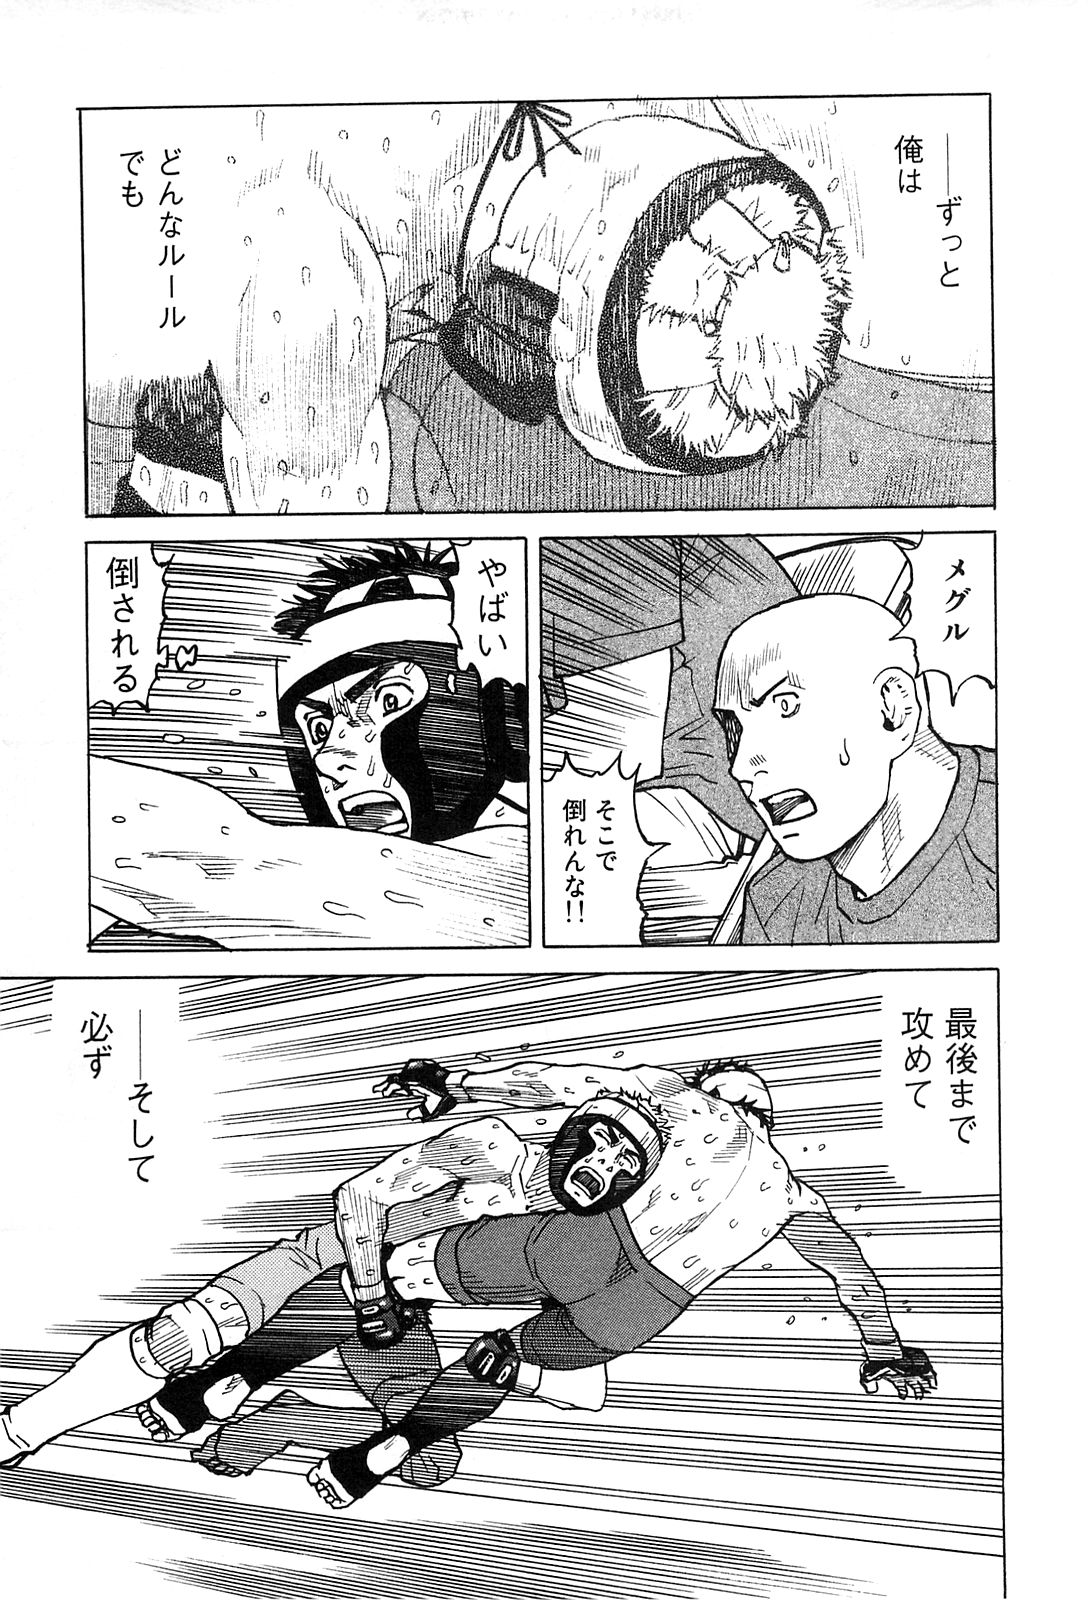 ――ずっと
俺は
どんなルール
でも
メグル
そこで
倒れんな!!
やばい
倒される
最後まで
攻めて
――そして
必ず